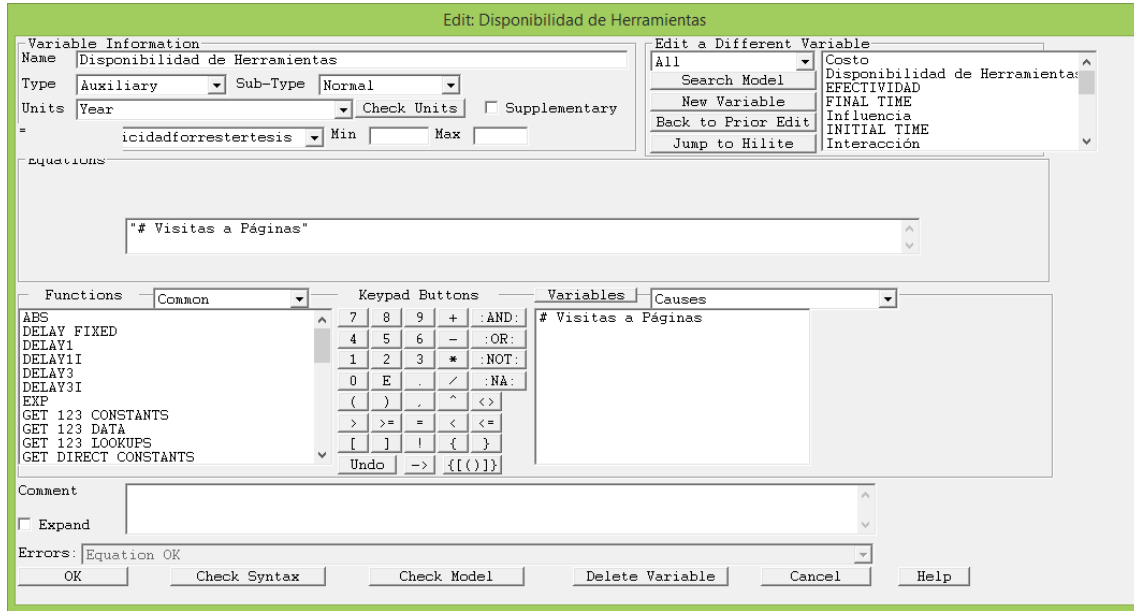 Edit: Disponibilidad de Herramientas
Variable Information
Name Disponibilidad de Herramientas
Type Auxiliary Sub-Type Normal
Units Year Check Units Supplementary
= icidadforrestertesis Min Max
Edit a Different Variable
All
Search Model
New Variable
Back to Prior Edit
Jump to Hilite
Costo
Disponibilidad de Herramientas
EFECTIVIDAD
FINAL TIME
Influencia
INITIAL TIME
Interacción
Equations
"# Visitas a Páginas"
Functions Common
ABS
DELAY FIXED
DELAY1
DELAY1I
DELAY3
DELAY3I
EXP
GET 123 CONSTANTS
GET 123 DATA
GET 123 LOOKUPS
GET DIRECT CONSTANTS
Keypad Buttons
7 8 9 + :AND:
4 5 6 - :OR:
1 2 3 * :NOT:
0 E . / :NA:
( ) , ^ <>
> >= = < <=
[ ] ! { }
Undo -> {[()]}
Variables Causes
# Visitas a Páginas
Comment
Expand
Errors: Equation OK
OK Check Syntax Check Model Delete Variable Cancel Help